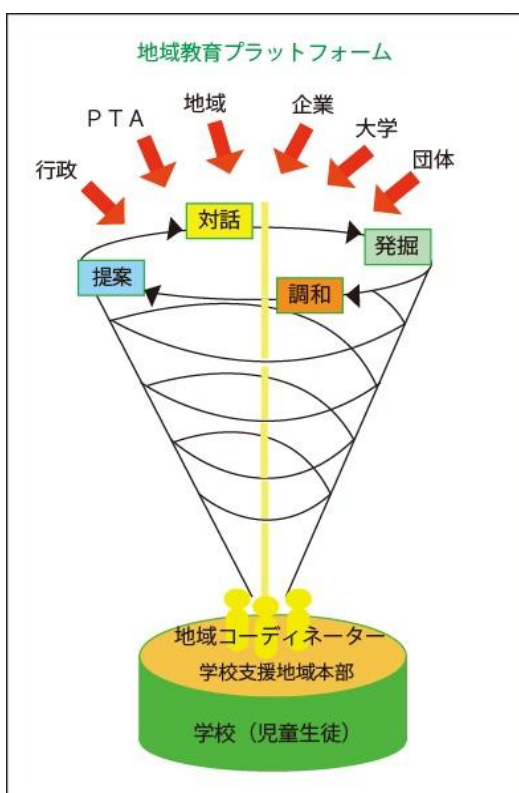 地域教育プラットフォーム
行政
ＰＴＡ
地域
企業
大学
団体
対話
発掘
提案
調和
地域コーディネーター
学校支援地域本部
学校（児童生徒）